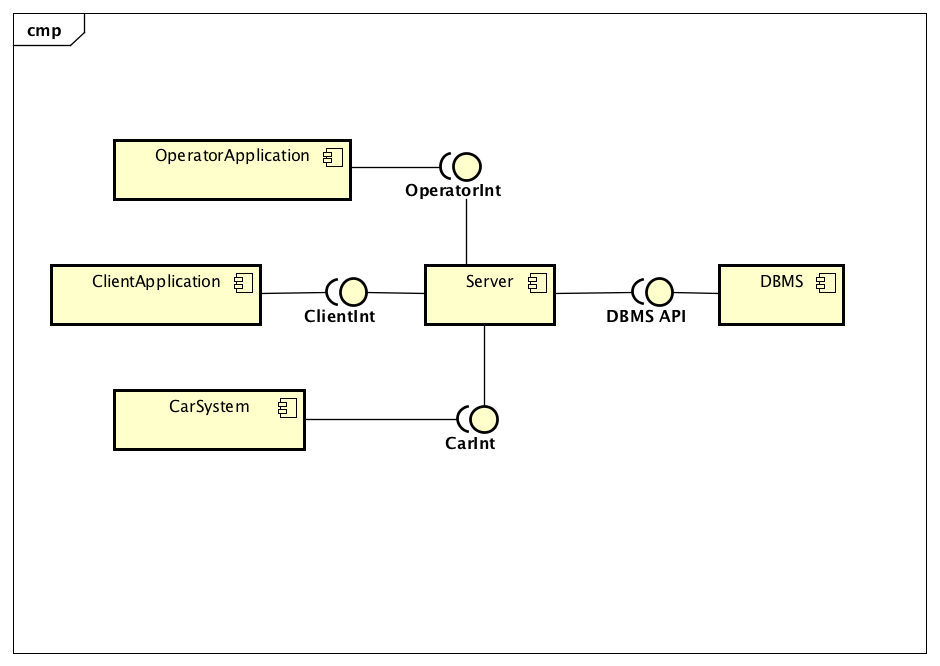 cmp
OperatorApplication
OperatorInt
ClientApplication
ClientInt
Server
DBMS API
DBMS
CarSystem
CarInt